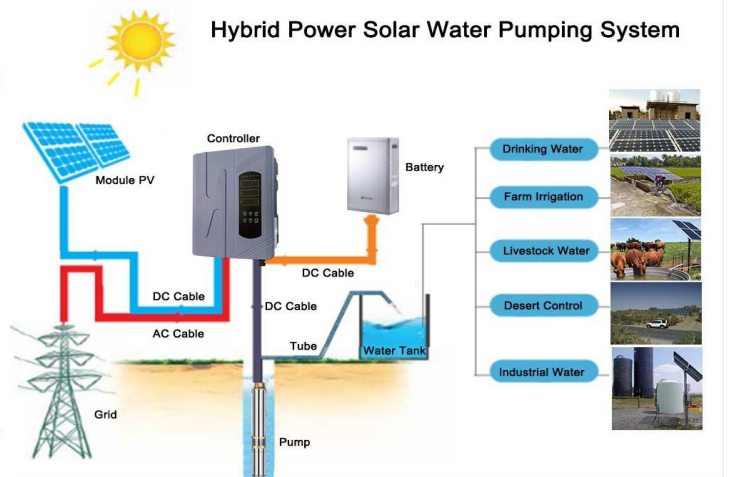 Hybrid Power Solar Water Pumping System
Controller
Module PV
Battery
Drinking Water
Farm Irrigation
Livestock Water
Desert Control
Industrial Water
DC Cable
DC Cable
DC Cable
AC Cable
Tube
Water Tank
Grid
Pump